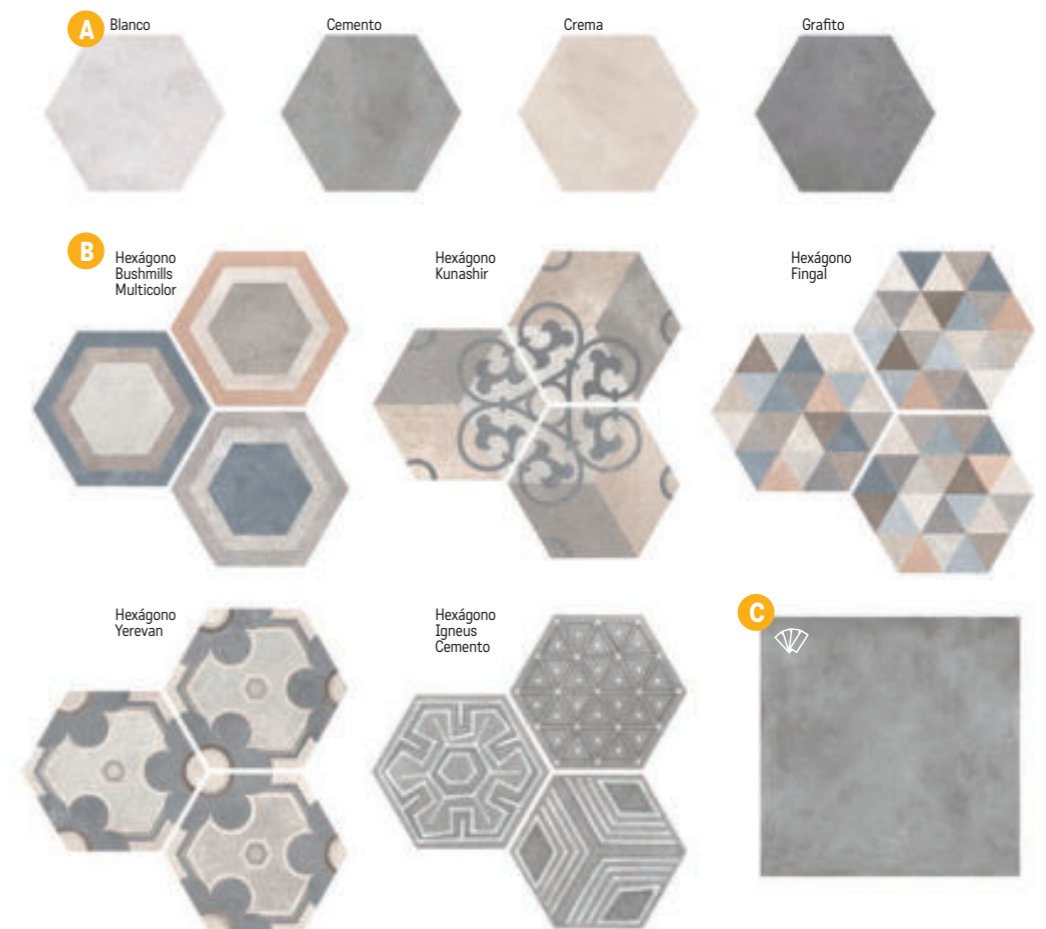 A
Blanco
Cemento
Crema
Grafito
B
Hexágono
Bushmills
Multicolor
Hexágono
Kunashir
Hexágono
Fingal
Hexágono
Yerevan
Hexágono
Igneus
Cemento
C